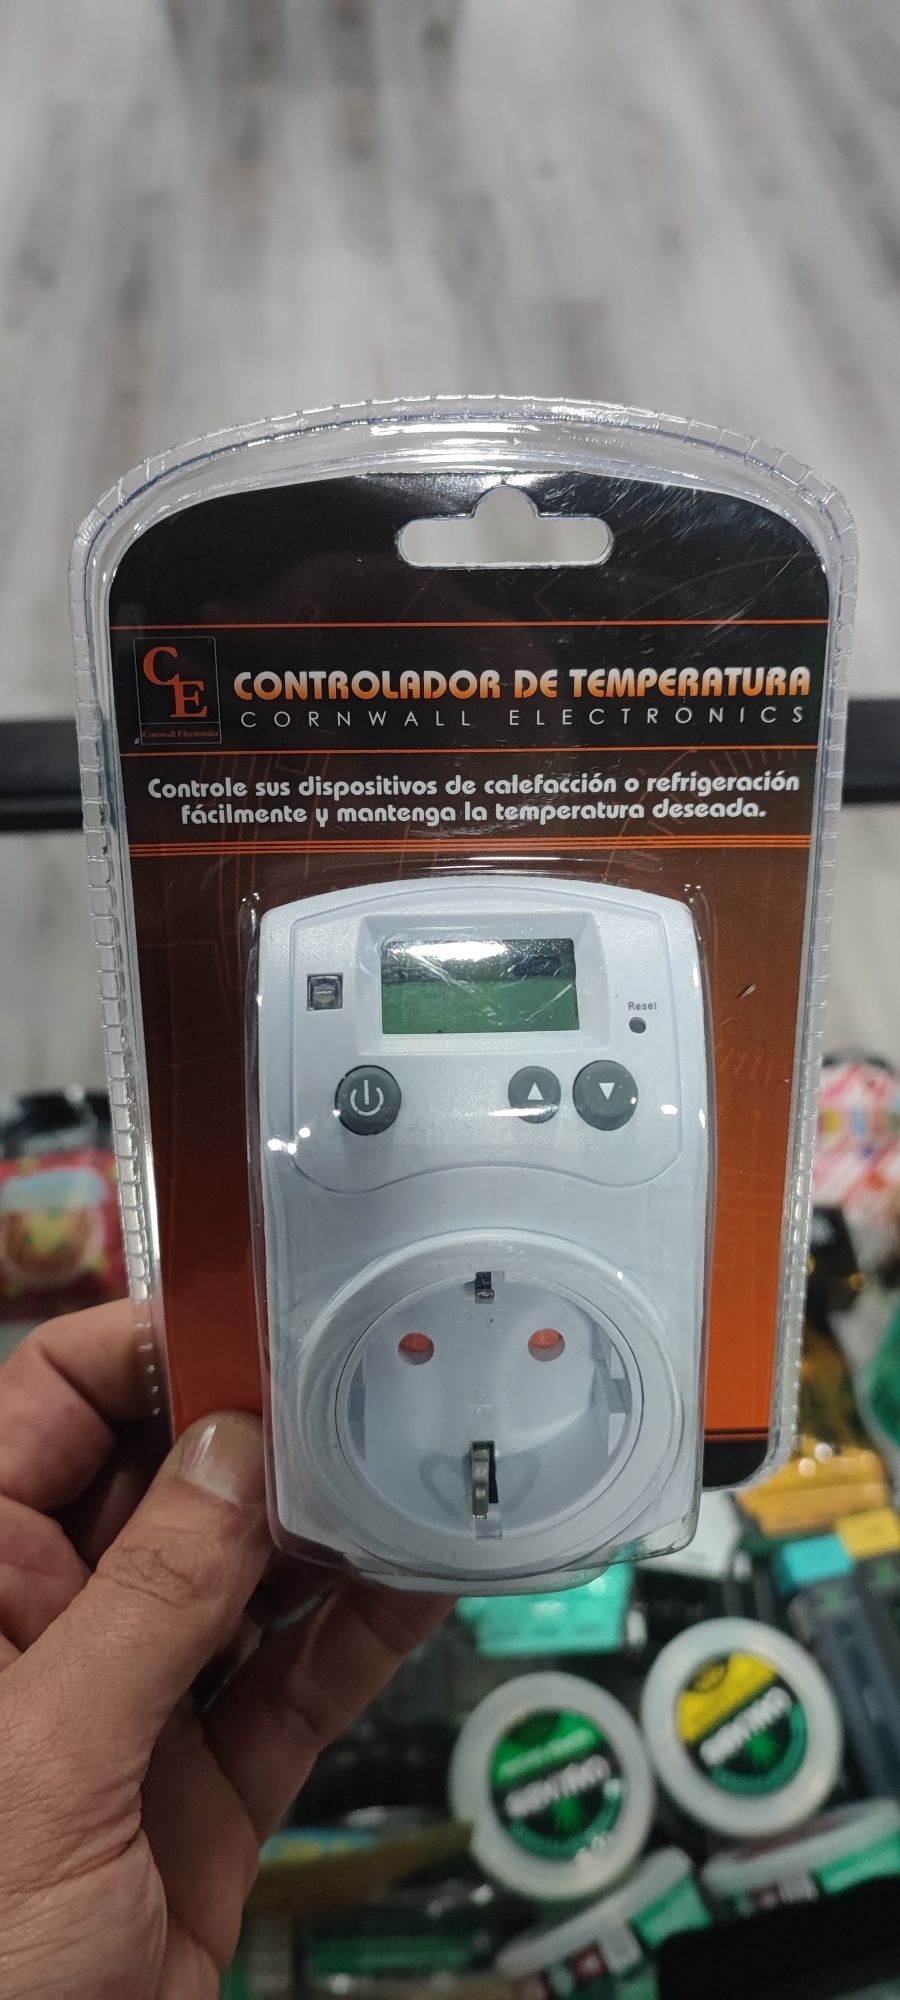 CE
Cornwall Electronics
CONTROLADOR DE TEMPERATURA
CORNWALL ELECTRONICS
Controle sus dispositivos de calefacción o refrigeración
fácilmente y mantenga la temperatura deseada.
Reset